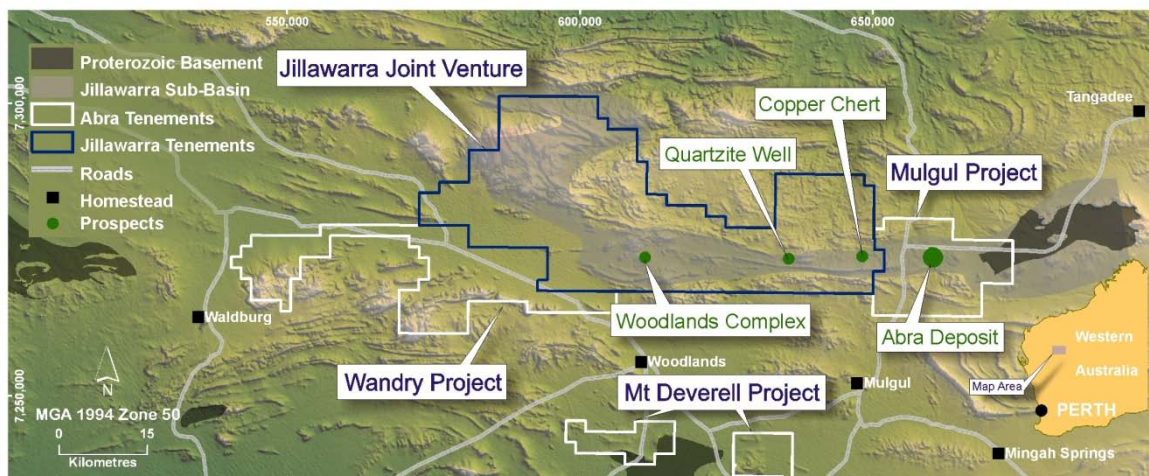 550,000
600,000
650,000
7,300,000
7,250,000
Proterozoic Basement
Jillawarra Sub-Basin
Abra Tenements
Jillawarra Tenements
Roads
Homestead
Prospects
Jillawarra Joint Venture
Copper Chert
Tangadee
Quartzite Well
Mulgul Project
Waldburg
Woodlands Complex
Abra Deposit
Western
Australia
Map Area
PERTH
Wandry Project
Woodlands
Mt Deverell Project
Mulgul
Mingah Springs
N
MGA 1994 Zone 50
0 15
Kilometres